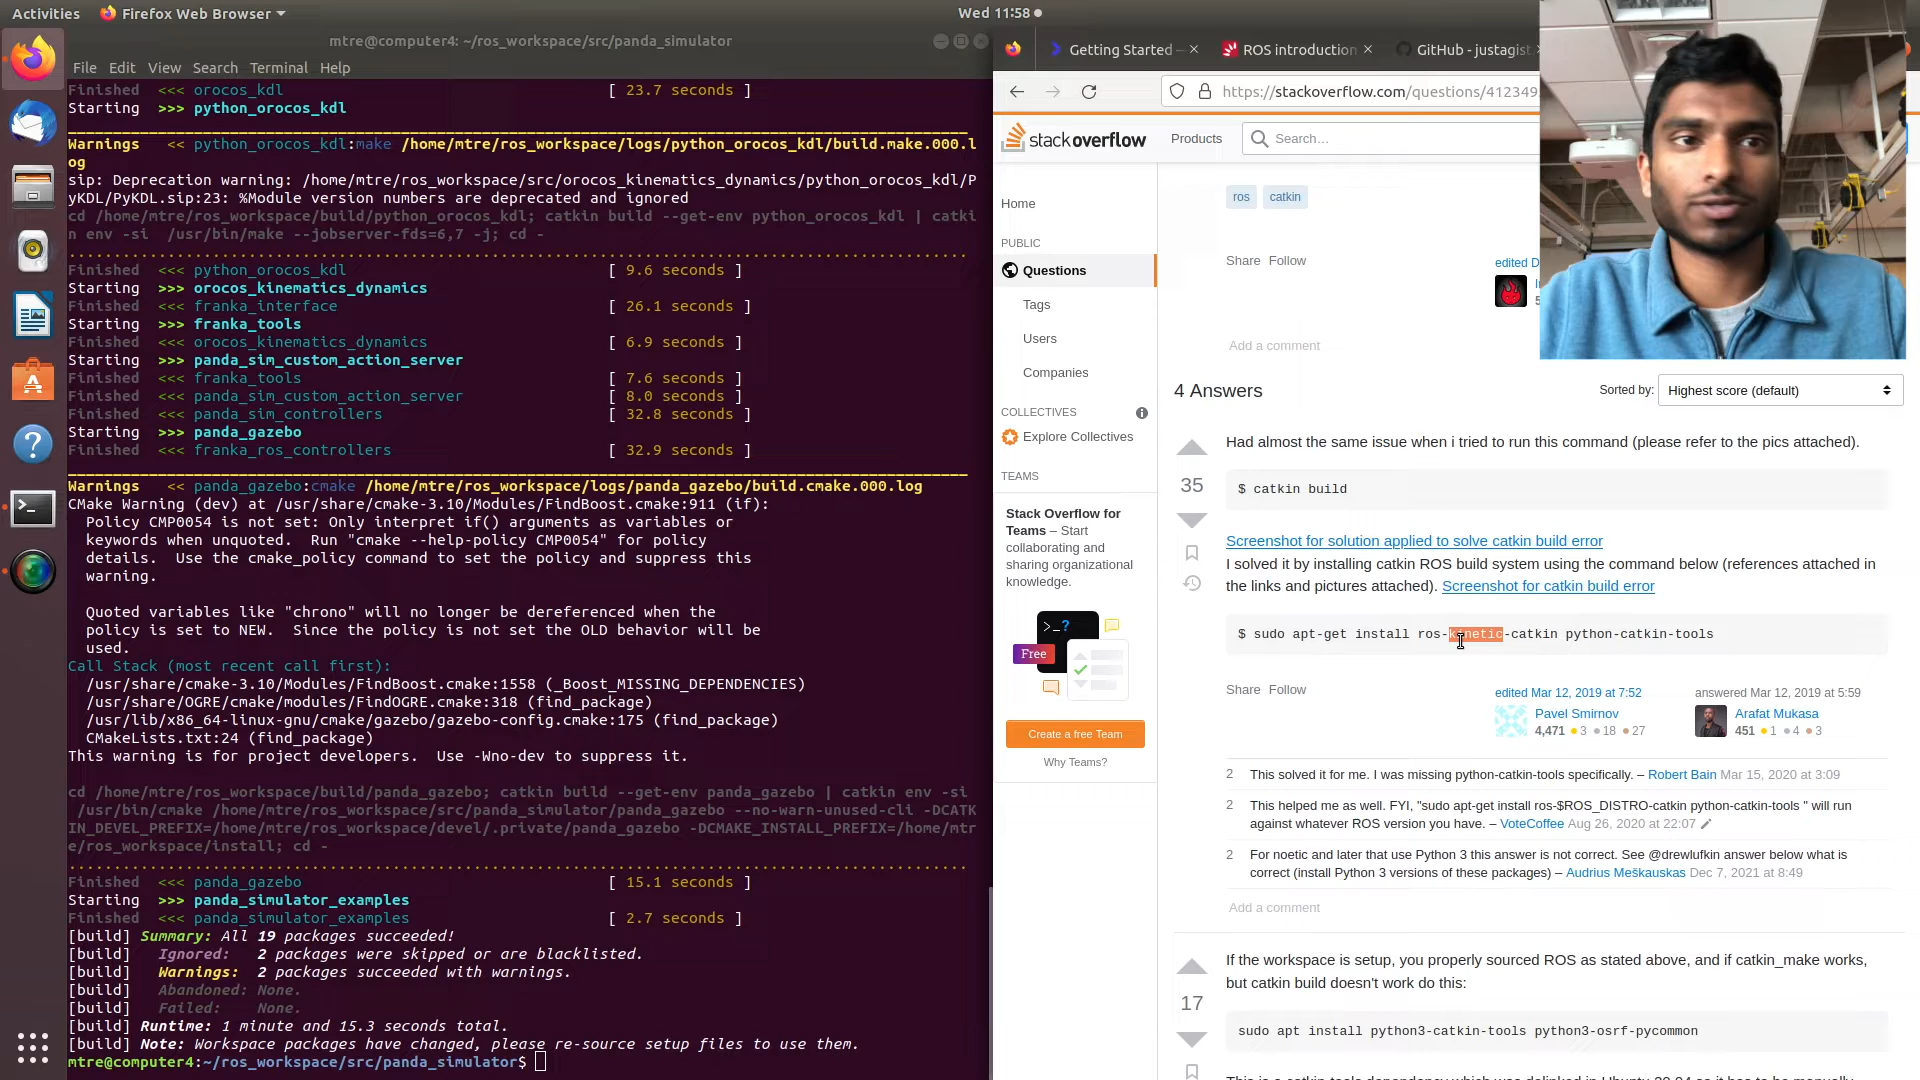 Activities Firefox Web Browser Wed 11:58
mtre@computer4: ~/ros_workspace/src/panda_simulator
File Edit View Search Terminal Help
Finished <<< orocos_kdl [ 23.7 seconds ]
Starting >>> python_orocos_kdl
Warnings << python_orocos_kdl:make /home/mtre/ros_workspace/logs/python_orocos_kdl/build.make.000.l
og
sip: Deprecation warning: /home/mtre/ros_workspace/src/orocos_kinematics_dynamics/python_orocos_kdl/P
yKDL/PyKDL.sip:23: %Module version numbers are deprecated and ignored
cd /home/mtre/ros_workspace/build/python_orocos_kdl; catkin build --get-env python_orocos_kdl | catki
n env -si /usr/bin/make --jobserver-fds=6,7 -j; cd -
Finished <<< python_orocos_kdl [ 9.6 seconds ]
Starting >>> orocos_kinematics_dynamics
Finished <<< franka_interface [ 26.1 seconds ]
Starting >>> franka_tools
Finished <<< orocos_kinematics_dynamics [ 6.9 seconds ]
Starting >>> panda_sim_custom_action_server
Finished <<< franka_tools [ 7.6 seconds ]
Finished <<< panda_sim_custom_action_server [ 8.0 seconds ]
Finished <<< panda_sim_controllers [ 32.8 seconds ]
Starting >>> panda_gazebo
Finished <<< franka_ros_controllers [ 32.9 seconds ]
Warnings << panda_gazebo:cmake /home/mtre/ros_workspace/logs/panda_gazebo/build.cmake.000.log
CMake Warning (dev) at /usr/share/cmake-3.10/Modules/FindBoost.cmake:911 (if):
Policy CMP0054 is not set: Only interpret if() arguments as variables or
keywords when unquoted. Run "cmake --help-policy CMP0054" for policy
details. Use the cmake_policy command to set the policy and suppress this
warning.
Quoted variables like "chrono" will no longer be dereferenced when the
policy is set to NEW. Since the policy is not set the OLD behavior will be
used.
Call Stack (most recent call first):
/usr/share/cmake-3.10/Modules/FindBoost.cmake:1558 (_Boost_MISSING_DEPENDENCIES)
/usr/share/OGRE/cmake/modules/FindOGRE.cmake:318 (find_package)
/usr/lib/x86_64-linux-gnu/cmake/gazebo/gazebo-config.cmake:175 (find_package)
CMakeLists.txt:24 (find_package)
This warning is for project developers. Use -Wno-dev to suppress it.
cd /home/mtre/ros_workspace/build/panda_gazebo; catkin build --get-env panda_gazebo | catkin env -si
/usr/bin/cmake /home/mtre/ros_workspace/src/panda_simulator/panda_gazebo --no-warn-unused-cli -DCATK
IN_DEVEL_PREFIX=/home/mtre/ros_workspace/devel/.private/panda_gazebo -DCMAKE_INSTALL_PREFIX=/home/mtr
e/ros_workspace/install; cd -
Finished <<< panda_gazebo [ 15.1 seconds ]
Starting >>> panda_simulator_examples
Finished <<< panda_simulator_examples [ 2.7 seconds ]
[build] Summary: All 19 packages succeeded!
[build] Ignored: 2 packages were skipped or are blacklisted.
[build] Warnings: 2 packages succeeded with warnings.
[build] Abandoned: None.
[build] Failed: None.
[build] Runtime: 1 minute and 15.3 seconds total.
[build] Note: Workspace packages have changed, please re-source setup files to use them.
mtre@computer4:~/ros_workspace/src/panda_simulator$
Getting Started ROS introduction GitHub - justagist
https://stackoverflow.com/questions/412349
stack overflow Products Search…
Home
PUBLIC
Questions
Tags
Users
Companies
COLLECTIVES
Explore Collectives
TEAMS
Stack Overflow for
Teams – Start
collaborating and
sharing organizational
knowledge.
>_?
Free
Create a free Team
Why Teams?
ros catkin
Share Follow
edited D
Add a comment
4 Answers Sorted by: Highest score (default)
35
Had almost the same issue when i tried to run this command (please refer to the pics attached).
$ catkin build
Screenshot for solution applied to solve catkin build error
I solved it by installing catkin ROS build system using the command below (references attached in
the links and pictures attached). Screenshot for catkin build error
$ sudo apt-get install ros-kinetic-catkin python-catkin-tools
Share Follow
edited Mar 12, 2019 at 7:52
Pavel Smirnov
4,471 3 18 27
answered Mar 12, 2019 at 5:59
Arafat Mukasa
451 1 4 3
2 This solved it for me. I was missing python-catkin-tools specifically. – Robert Bain Mar 15, 2020 at 3:09
2 This helped me as well. FYI, "sudo apt-get install ros-$ROS_DISTRO-catkin python-catkin-tools " will run
against whatever ROS version you have. – VoteCoffee Aug 26, 2020 at 22:07
2 For noetic and later that use Python 3 this answer is not correct. See @drewlufkin answer below what is
correct (install Python 3 versions of these packages) – Audrius Meškauskas Dec 7, 2021 at 8:49
Add a comment
17
If the workspace is setup, you properly sourced ROS as stated above, and if catkin_make works,
but catkin build doesn't work do this:
sudo apt install python3-catkin-tools python3-osrf-pycommon